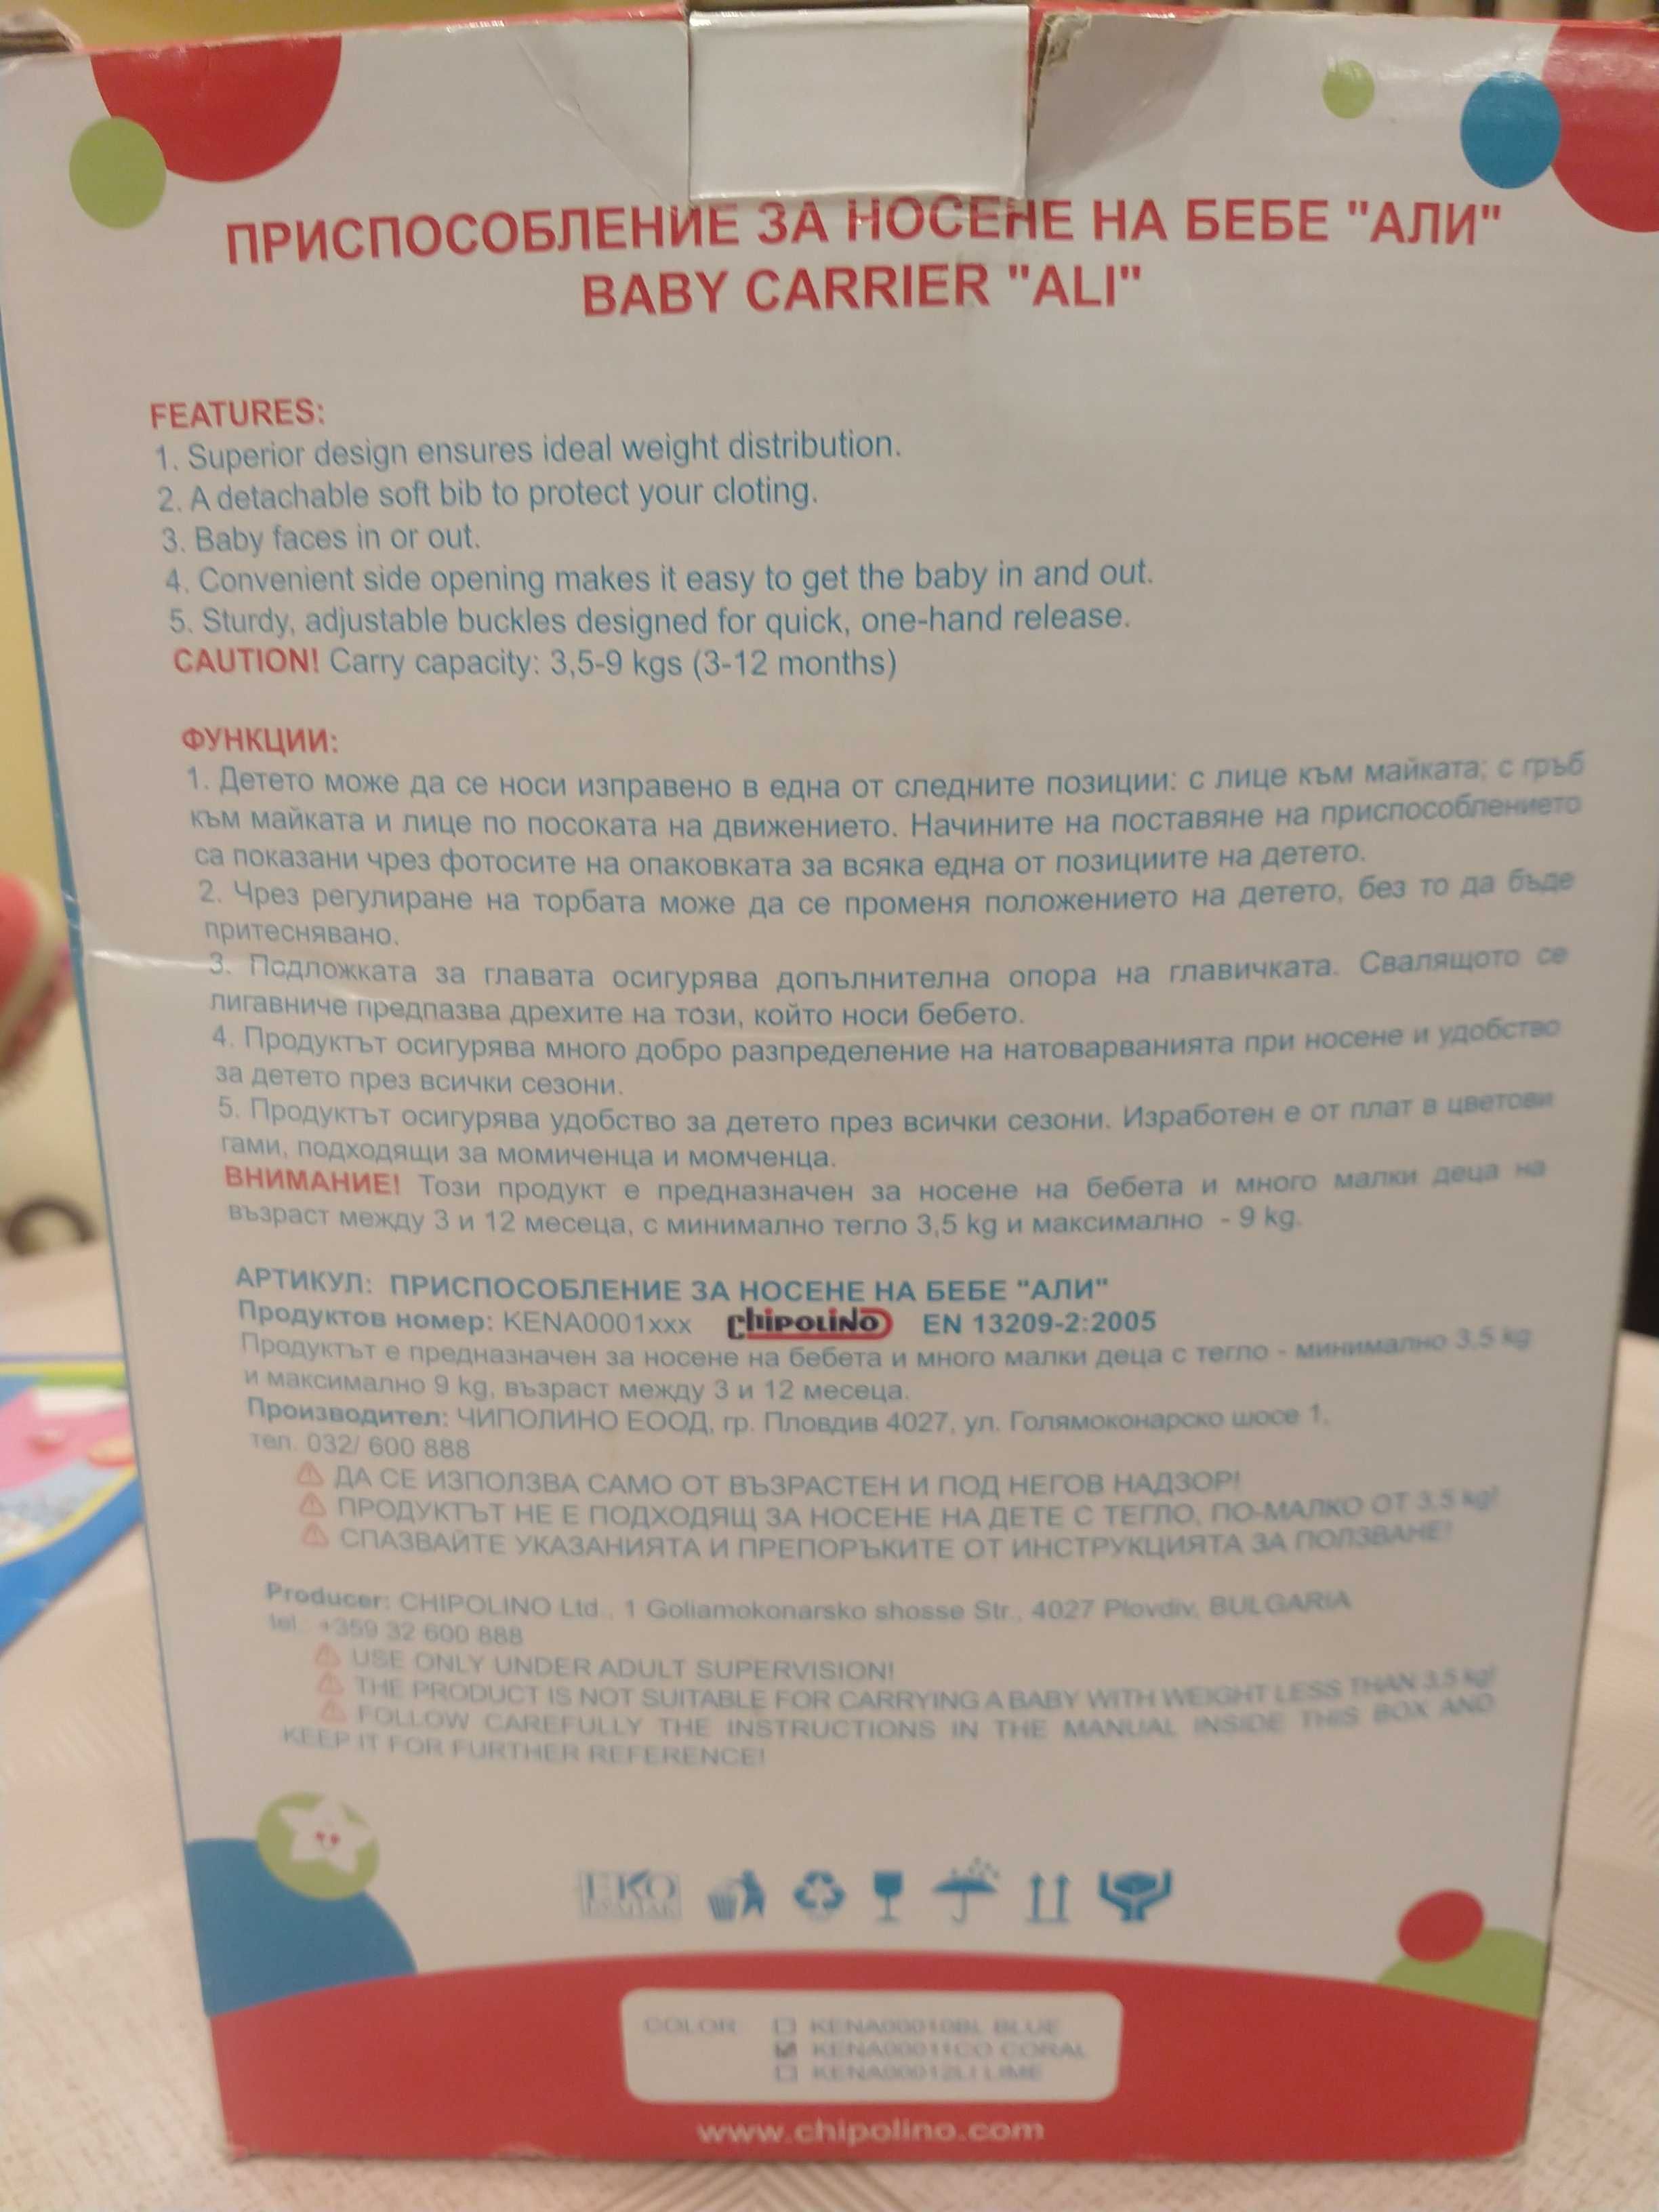 ПРИСПОСОБЛЕНИЕ ЗА НОСЕНЕ НА БЕБЕ "АЛИ"
BABY CARRIER "ALI"
FEATURES:
1. Superior design ensures ideal weight distribution.
2. A detachable soft bib to protect your cloting.
3. Baby faces in or out.
4. Convenient side opening makes it easy to get the baby in and out.
5. Sturdy, adjustable buckles designed for quick, one-hand release.
CAUTION! Carry capacity: 3,5-9 kgs (3-12 months)
ФУНКЦИИ:
1. Детето може да се носи изправено в една от следните позиции: с лице към майката; с гръб
към майката и лице по посоката на движението. Начините на поставяне на приспособлението
са показани чрез фотосите на опаковката за всяка една от позициите на детето.
2. Чрез регулиране на торбата може да се променя положението на детето, без то да бъде
притеснявано.
3. Подложката за главата осигурява допълнителна опора на главичката. Свалящото се
лигавниче предпазва дрехите на този, който носи бебето.
4. Продуктът осигурява много добро разпределение на натоварванията при носене и удобство
за детето през всички сезони.
5. Продуктът осигурява удобство за детето през всички сезони. Изработен е от плат в цветови
гами, подходящи за момиченца и момченца.
ВНИМАНИЕ! Този продукт е предназначен за носене на бебета и много малки деца на
възраст между 3 и 12 месеца, с минимално тегло 3,5 kg и максимално - 9 kg.
АРТИКУЛ: ПРИСПОСОБЛЕНИЕ ЗА НОСЕНЕ НА БЕБЕ "АЛИ"
Продуктов номер: KENA0001xxx chipolino EN 13209-2:2005
Продуктът е предназначен за носене на бебета и много малки деца с тегло - минимално 3,5 kg
и максимално 9 kg, възраст между 3 и 12 месеца.
Производител: ЧИПОЛИНО ЕООД, гр. Пловдив 4027, ул. Голямоконарско шосе 1,
тел. 032/ 600 888
ДА СЕ ИЗПОЛЗВА САМО ОТ ВЪЗРАСТЕН И ПОД НЕГОВ НАДЗОР!
ПРОДУКТЪТ НЕ Е ПОДХОДЯЩ ЗА НОСЕНЕ НА ДЕТЕ С ТЕГЛО, ПО-МАЛКО ОТ 3,5 kg!
СПАЗВАЙТЕ УКАЗАНИЯТА И ПРЕПОРЪКИТЕ ОТ ИНСТРУКЦИЯТА ЗА ПОЛЗВАНЕ!
Producer: CHIPOLINO Ltd., 1 Goliamokonarsko shosse Str., 4027 Plovdiv, BULGARIA
tel.: +359 32 600 888
USE ONLY UNDER ADULT SUPERVISION!
THE PRODUCT IS NOT SUITABLE FOR CARRYING A BABY WITH WEIGHT LESS THAN 3,5 kg!
FOLLOW CAREFULLY THE INSTRUCTIONS IN THE MANUAL INSIDE THIS BOX AND
KEEP IT FOR FURTHER REFERENCE!
EKO
COLOR: KENA00010BL BLUE
KENA00011CO CORAL
KENA00012LI LIME
www.chipolino.com